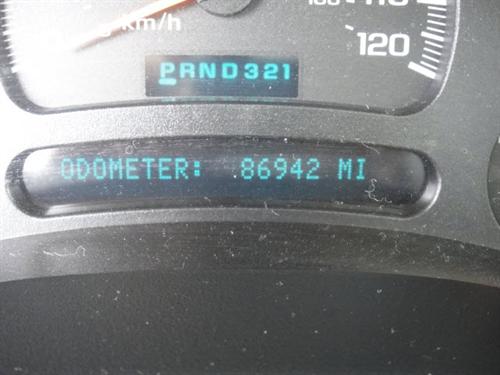 km/h
120
PRND321
ODOMETER: 86942 MI